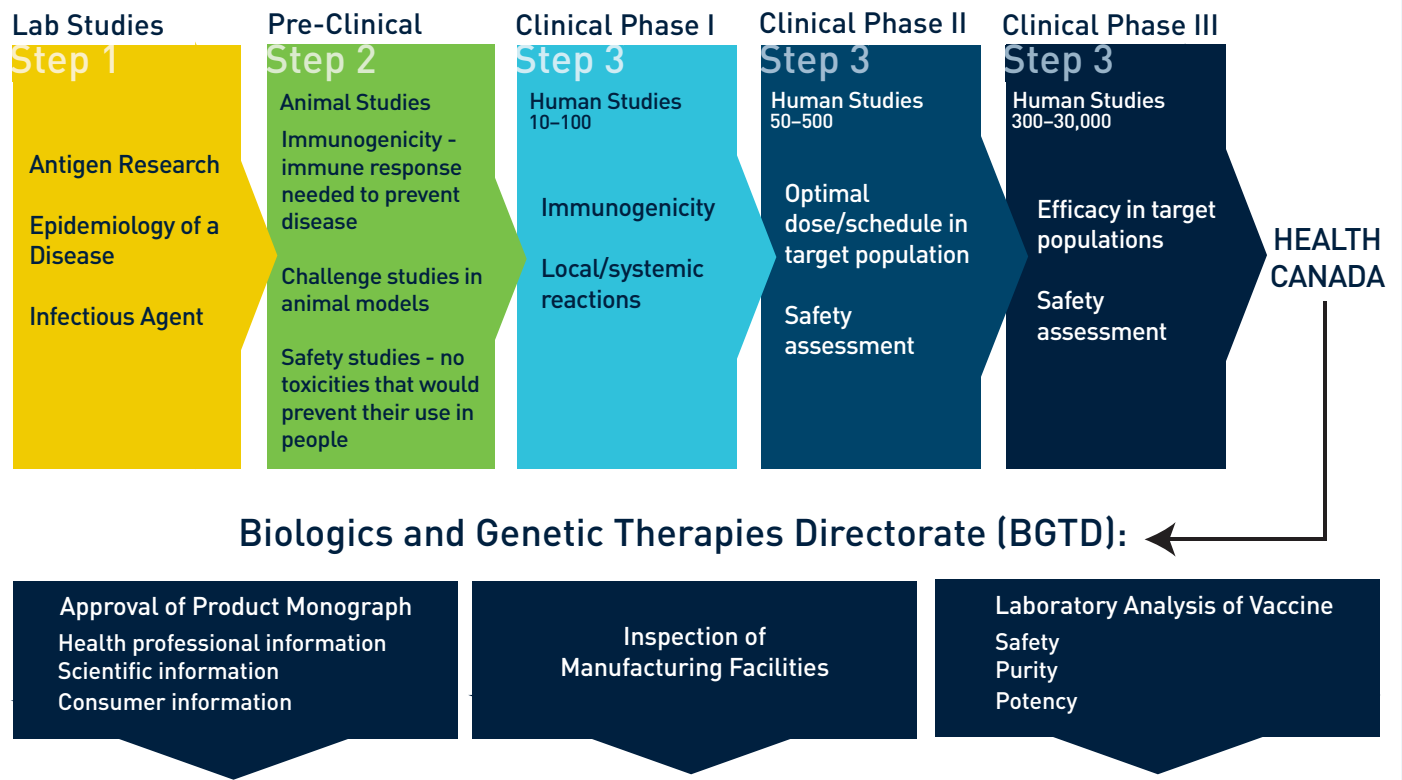 Lab Studies
Step 1
Antigen Research
Epidemiology of a
Disease
Infectious Agent
Pre-Clinical
Step 2
Animal Studies
Immunogenicity -
immune response
needed to prevent
disease
Challenge studies in
animal models
Safety studies - no
toxicities that would
prevent their use in
people
Clinical Phase I
Step 3
Human Studies
10–100
Immunogenicity
Local/systemic
reactions
Clinical Phase II
Step 3
Human Studies
50–500
Optimal
dose/schedule in
target population
Safety
assessment
Clinical Phase III
Step 3
Human Studies
300–30,000
Efficacy in target
populations
Safety
assessment
HEALTH
CANADA
Biologics and Genetic Therapies Directorate (BGTD):
Approval of Product Monograph
Health professional information
Scientific information
Consumer information
Inspection of
Manufacturing Facilities
Laboratory Analysis of Vaccine
Safety
Purity
Potency